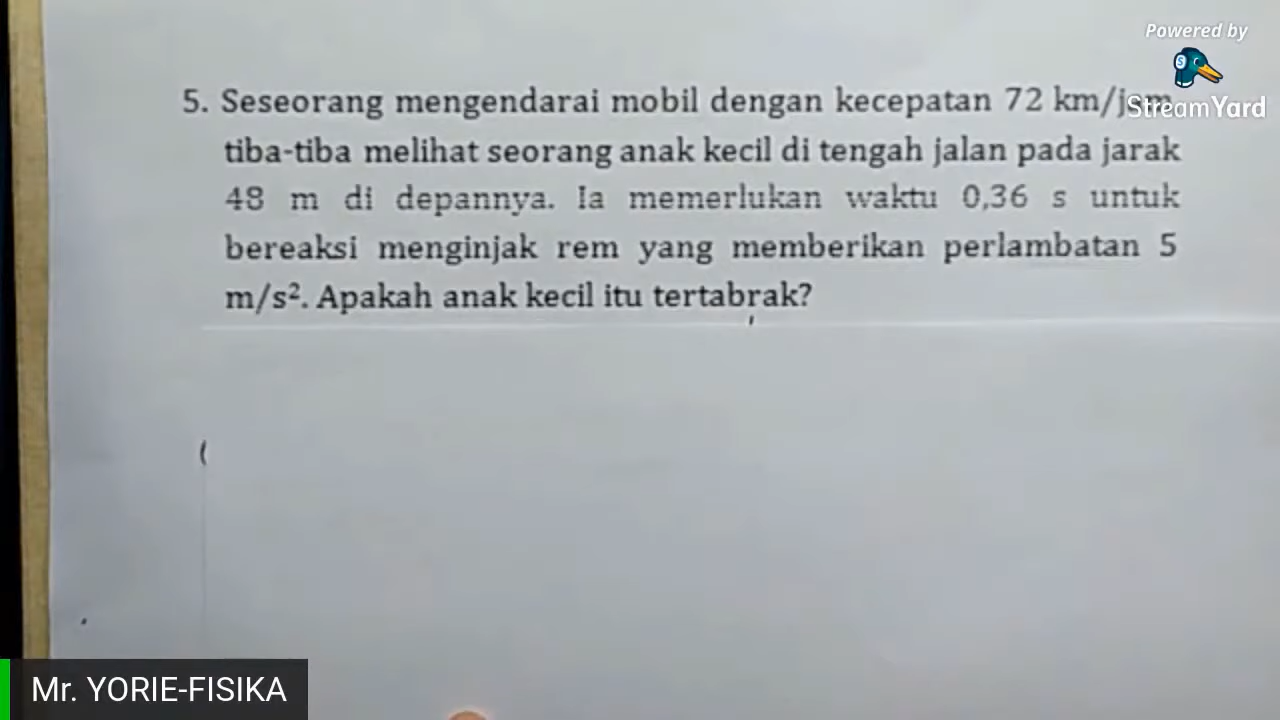 Powered by
StreamYard
5. Seseorang mengendarai mobil dengan kecepatan 72 km/jam
tiba-tiba melihat seorang anak kecil di tengah jalan pada jarak
48 m di depannya. Ia memerlukan waktu 0,36 s untuk
bereaksi menginjak rem yang memberikan perlambatan 5
m/s². Apakah anak kecil itu tertabrak?
Mr. YORIE-FISIKA